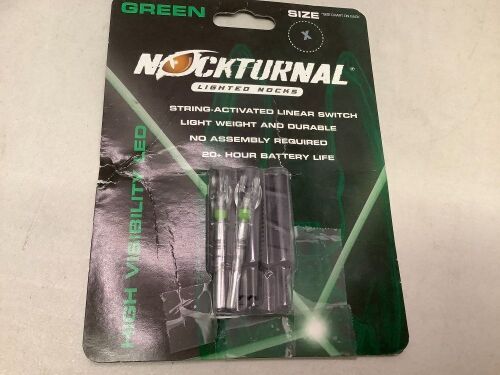 GREEN
SIZE
X
NOCKTURNAL®
LIGHTED NOCKS
STRING-ACTIVATED LINEAR SWITCH
LIGHT WEIGHT AND DURABLE
NO ASSEMBLY REQUIRED
20+ HOUR BATTERY LIFE
HIGH VISIBILITY LED